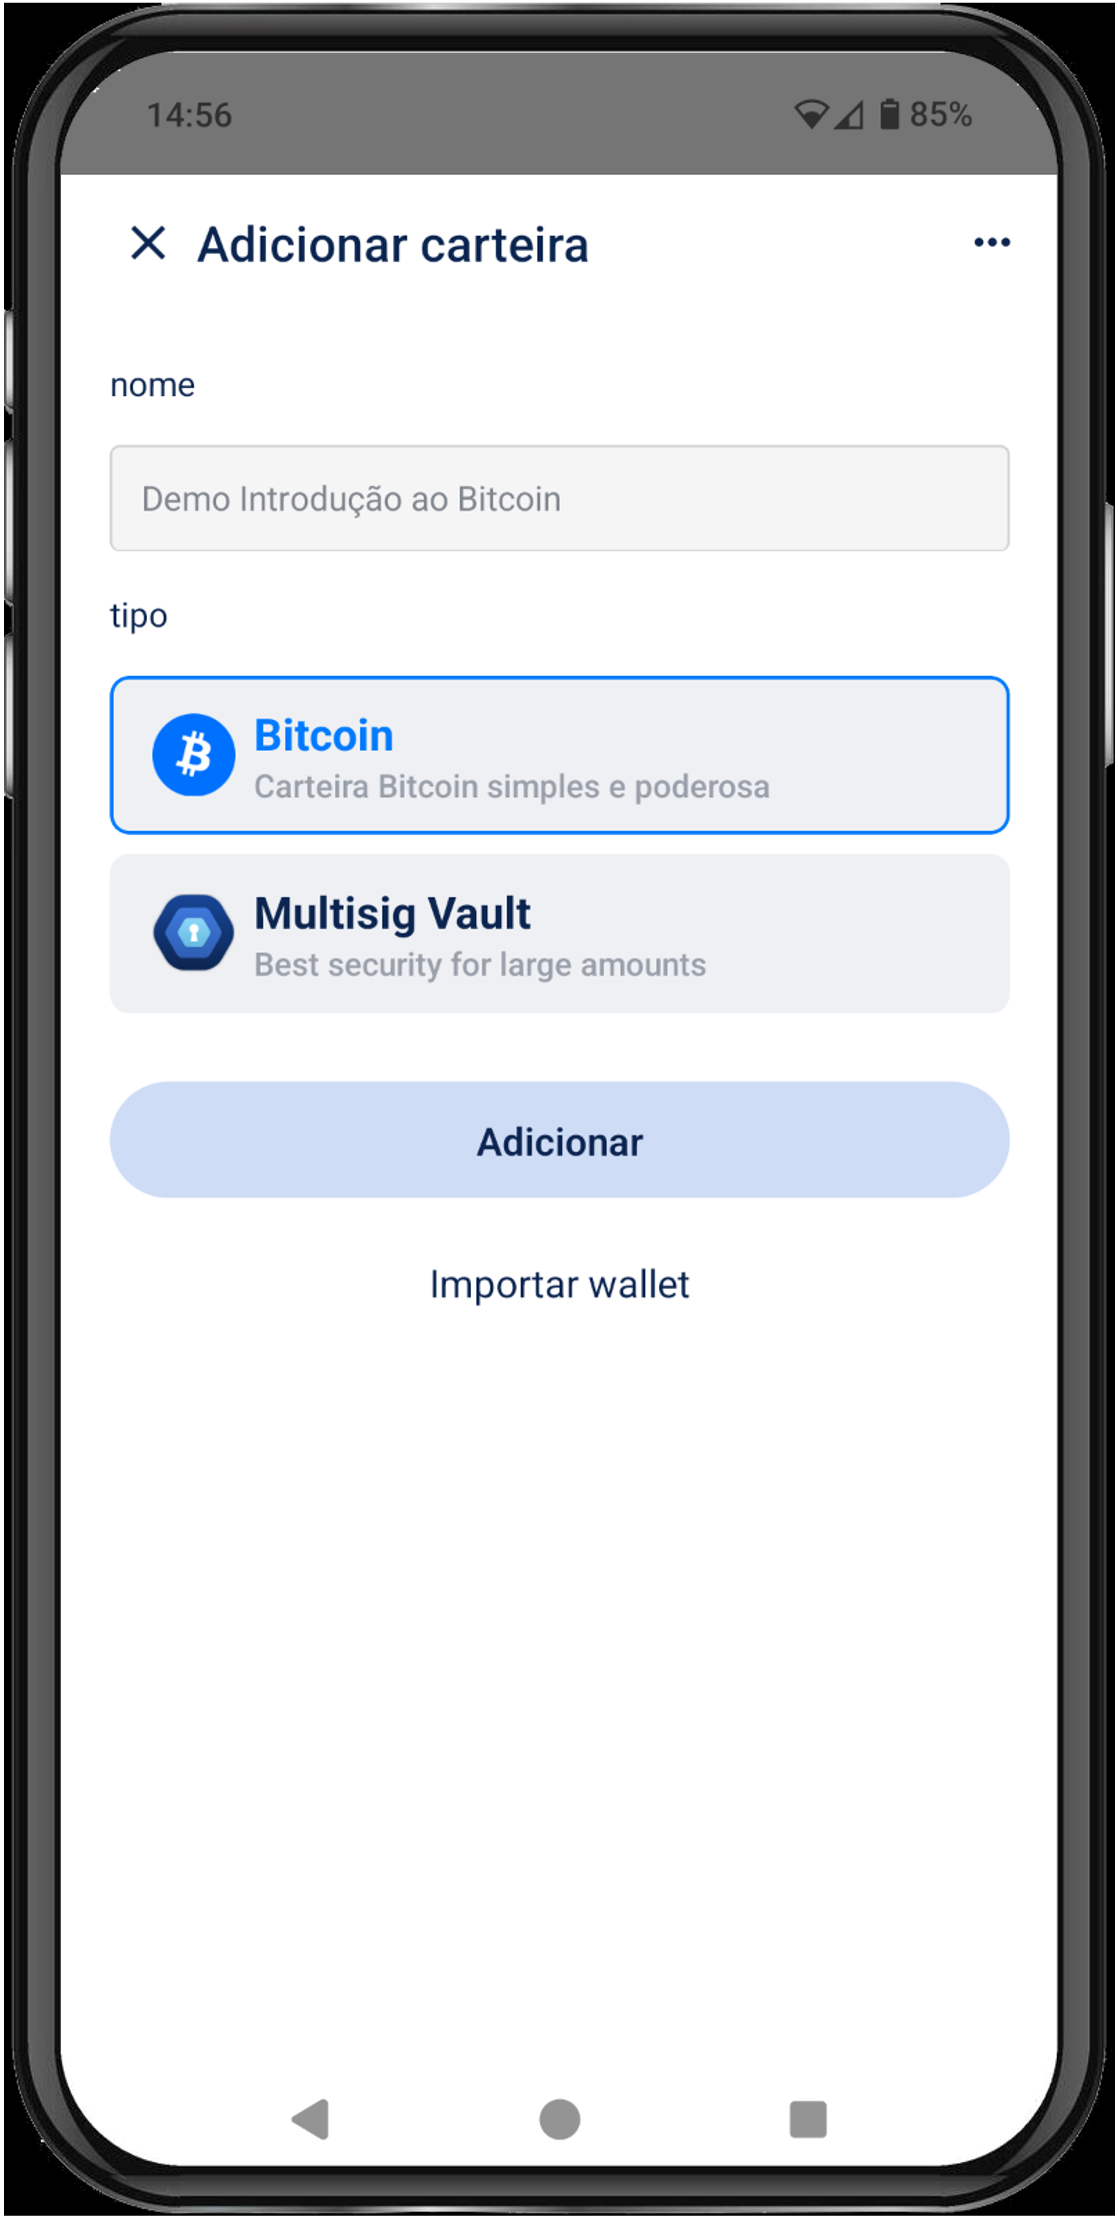 14:56
85%
Adicionar carteira
nome
Demo Introdução ao Bitcoin
tipo
Bitcoin
Carteira Bitcoin simples e poderosa
Multisig Vault
Best security for large amounts
Adicionar
Importar wallet